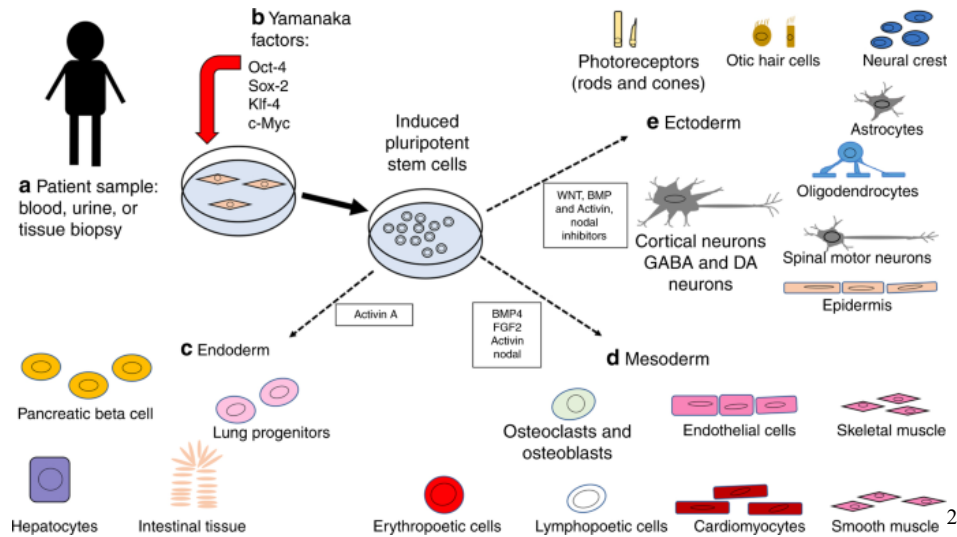 a Patient sample:
blood, urine, or
tissue biopsy
b Yamanaka
factors:
Oct-4
Sox-2
Klf-4
c-Myc
Induced
pluripotent
stem cells
Activin A
BMP4
FGF2
Activin
nodal
WNT, BMP
and Activin,
nodal
inhibitors
c Endoderm
Pancreatic beta cell
Lung progenitors
Hepatocytes
Intestinal tissue
d Mesoderm
Osteoclasts and
osteoblasts
Endothelial cells
Skeletal muscle
Erythropoetic cells
Lymphopoetic cells
Cardiomyocytes
Smooth muscle
e Ectoderm
Photoreceptors
(rods and cones)
Otic hair cells
Neural crest
Astrocytes
Oligodendrocytes
Cortical neurons
GABA and DA
neurons
Spinal motor neurons
Epidermis
2